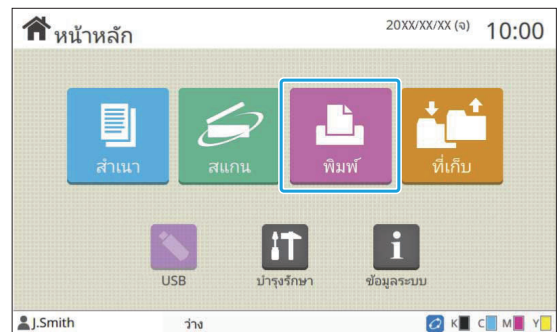 หน้าหลัก
20XX/XX/XX (จ) 10:00
สำเนา สแกน พิมพ์ ที่เก็บ
USB บำรุงรักษา ข้อมูลระบบ
J.Smith ว่าง K C M Y